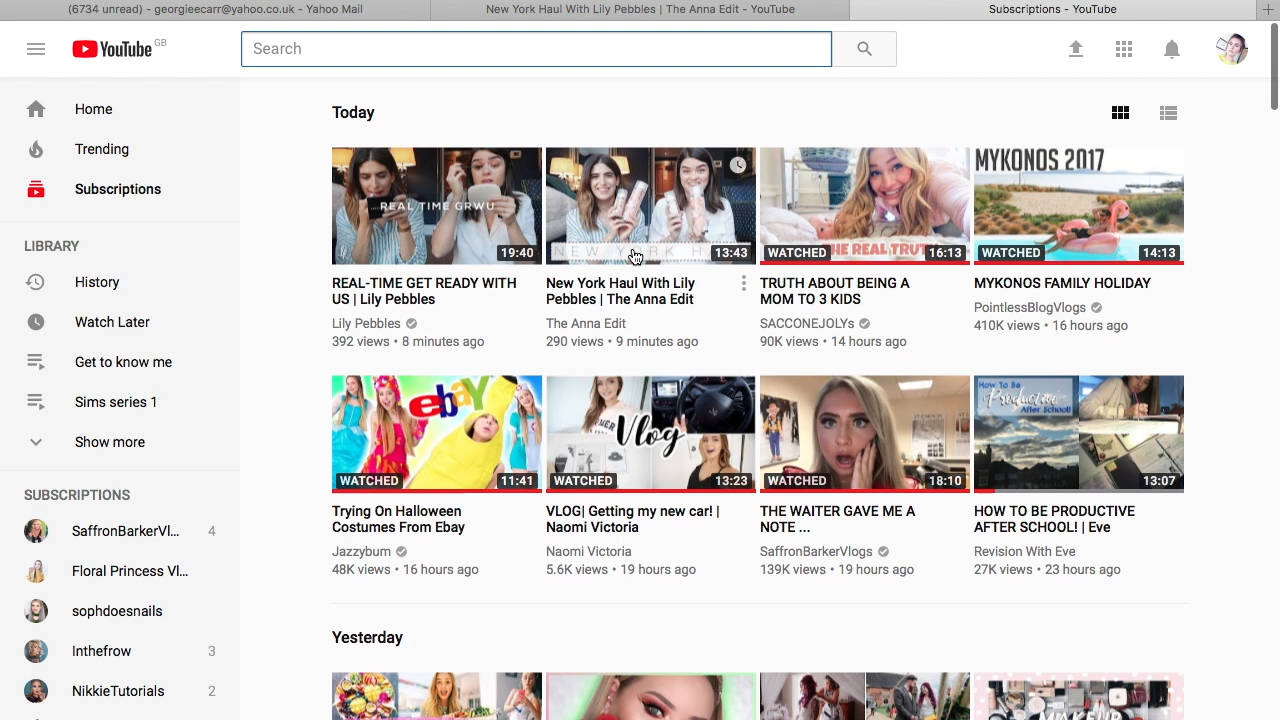 (6734 unread) - georgieecarr@yahoo.co.uk - Yahoo Mail
New York Haul With Lily Pebbles | The Anna Edit - YouTube
Subscriptions - YouTube
YouTube GB
Search
Home
Trending
Subscriptions
LIBRARY
History
Watch Later
Get to know me
Sims series 1
Show more
SUBSCRIPTIONS
SaffronBarkerVl... 4
Floral Princess Vl...
sophdoesnails
Inthefrow 3
NikkieTutorials 2
Today
REAL TIME GRWU
19:40
REAL-TIME GET READY WITH
US | Lily Pebbles
Lily Pebbles
392 views • 8 minutes ago
NEW YORK H
13:43
New York Haul With Lily
Pebbles | The Anna Edit
The Anna Edit
290 views • 9 minutes ago
WATCHED
HE REAL TRUT
16:13
TRUTH ABOUT BEING A
MOM TO 3 KIDS
SACCONEJOLYs
90K views • 14 hours ago
MYKONOS 2017
WATCHED
14:13
MYKONOS FAMILY HOLIDAY
PointlessBlogVlogs
410K views • 16 hours ago
ebay
WATCHED
11:41
Trying On Halloween
Costumes From Ebay
Jazzybum
48K views • 16 hours ago
Vlog
WATCHED
13:23
VLOG| Getting my new car! |
Naomi Victoria
Naomi Victoria
5.6K views • 19 hours ago
WATCHED
18:10
THE WAITER GAVE ME A
NOTE ...
SaffronBarkerVlogs
139K views • 19 hours ago
How To Be
Productive
After School!
13:07
HOW TO BE PRODUCTIVE
AFTER SCHOOL! | Eve
Revision With Eve
27K views • 23 hours ago
Yesterday